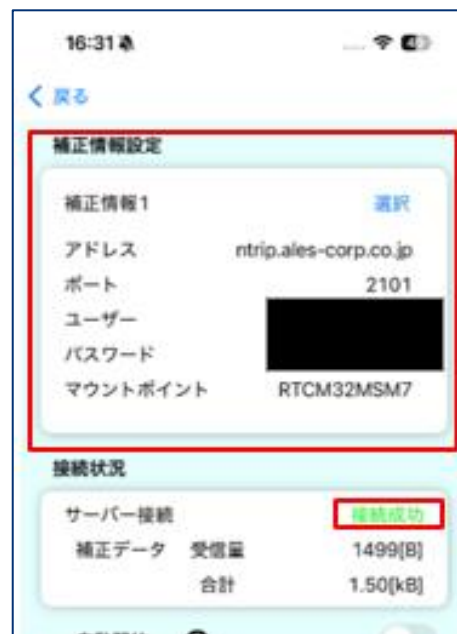 16:31
戻る
補正情報設定
補正情報1 選択
アドレス ntrip.ales-corp.co.jp
ポート 2101
ユーザー
パスワード
マウントポイント RTCM32MSM7
接続状況
サーバー接続 接続成功
補正データ 受信量 1499[B]
合計 1.50[kB]